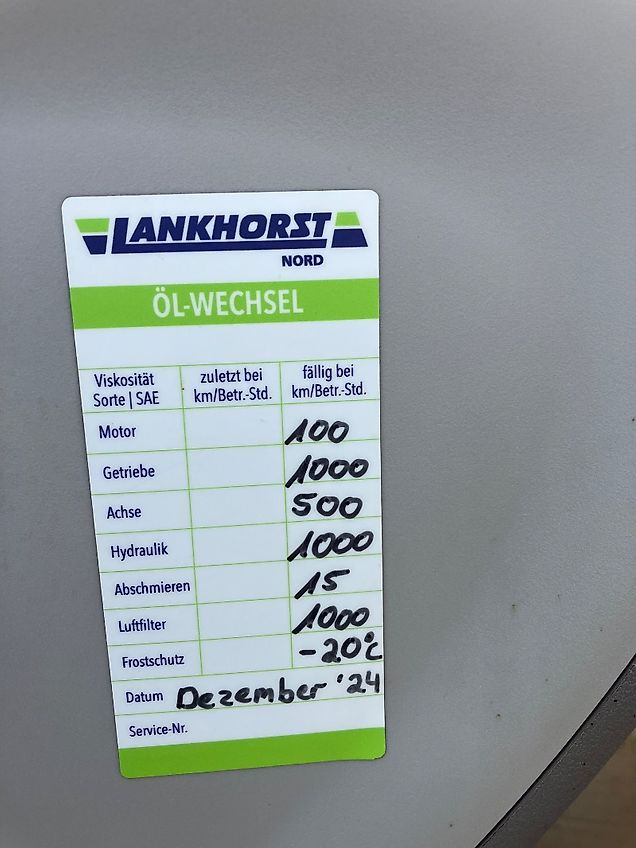 LANKHORST
NORD
ÖL-WECHSEL
Viskosität Sorte | SAE zuletzt bei km/Betr.-Std. fällig bei km/Betr.-Std.
Motor 100
Getriebe 1000
Achse 500
Hydraulik 1000
Abschmieren 15
Luftfilter 1000
Frostschutz -20°C
Datum Dezember '24
Service-Nr.